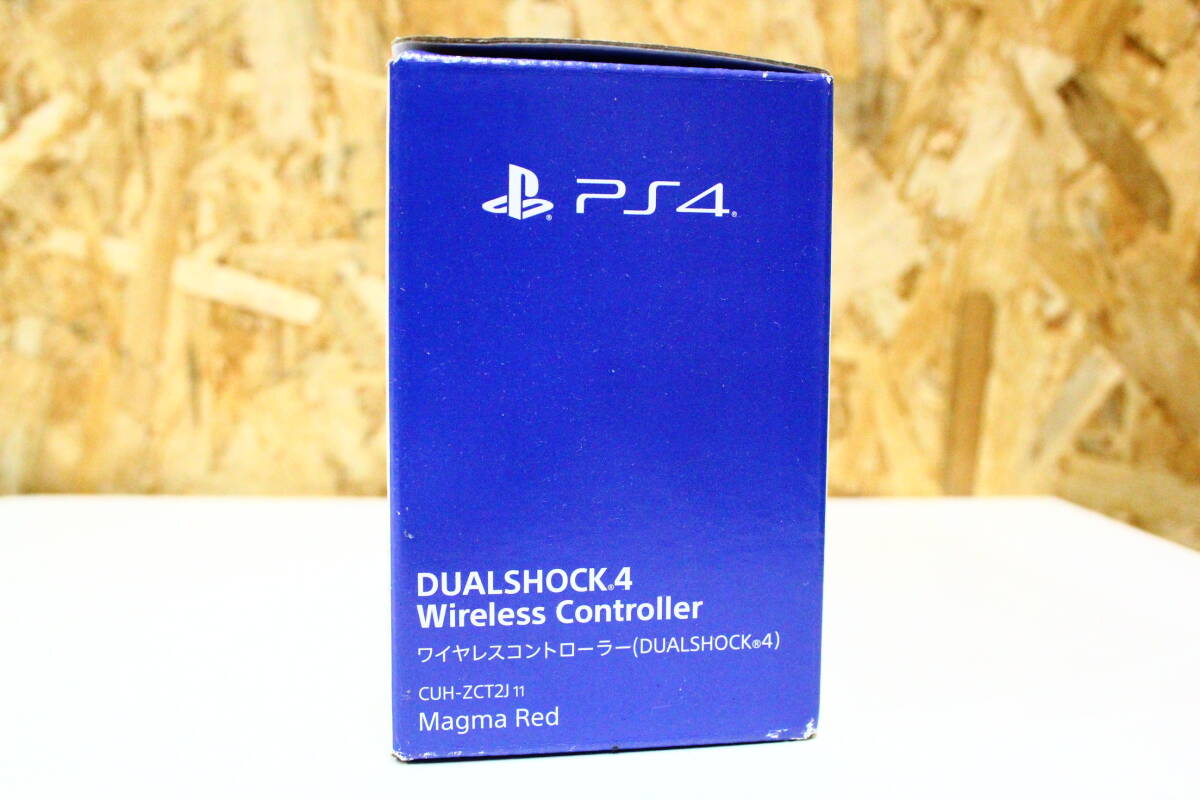 PS4®
DUALSHOCK®4
Wireless Controller
ワイヤレスコントローラー(DUALSHOCK®4)
CUH-ZCT2J 11
Magma Red